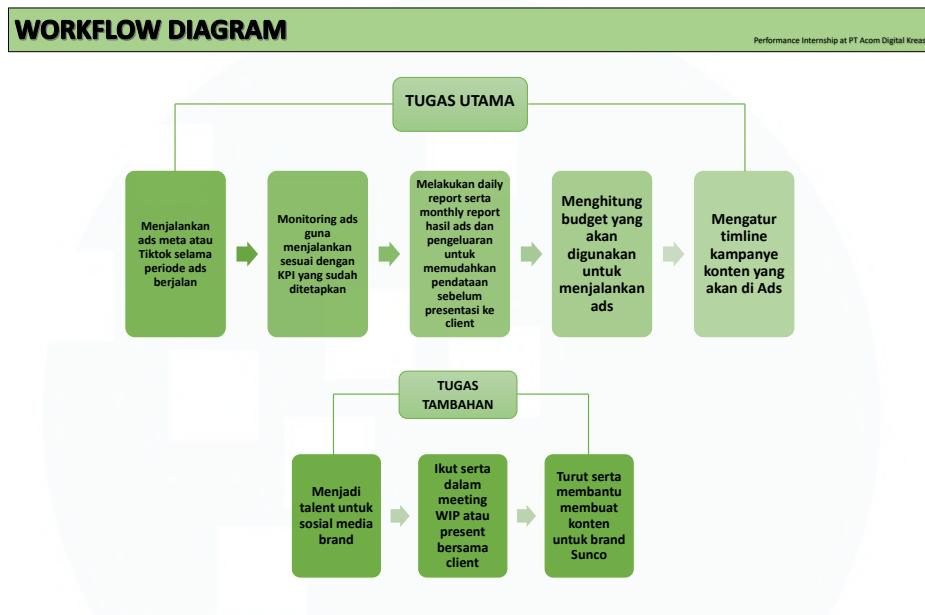 WORKFLOW DIAGRAM
Performance Internship at PT Acom Digital Kreas
TUGAS UTAMA
Menjalankan
ads meta atau
Tiktok selama
periode ads
berjalan
Monitoring ads
guna
menjalankan
sesuai dengan
KPI yang sudah
ditetapkan
Melakukan daily
report serta
monthly report
hasil ads dan
pengeluaran
untuk
memudahkan
pendataan
sebelum
presentasi ke
client
Menghitung
budget yang
akan
digunakan
untuk
menjalankan
ads
Mengatur
timline
kampanye
konten yang
akan di Ads
TUGAS
TAMBAHAN
Menjadi
talent untuk
sosial media
brand
Ikut serta
dalam
meeting
WIP atau
present
bersama
client
Turut serta
membantu
membuat
konten
untuk brand
Sunco